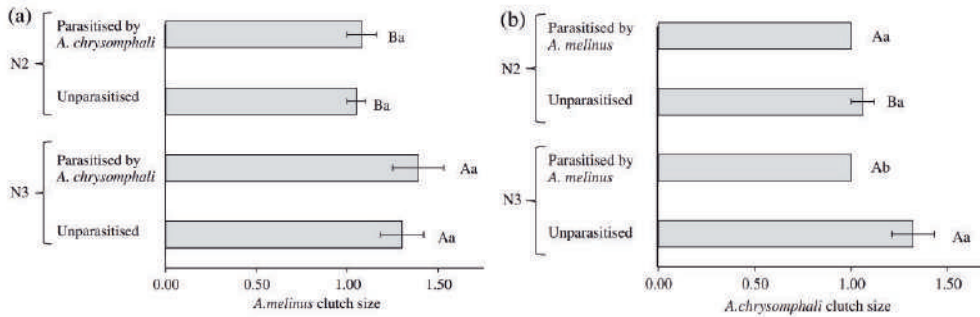 (a)
Parasitised by
A. chrysomphali
Ba
N2
Unparasitised
Ba
Parasitised by
A. chrysomphali
Aa
N3
Unparasitised
Aa
0.00
0.50
1.00
1.50
A.melinus clutch size
(b)
Parasitised by
A. melinus
Aa
N2
Unparasitised
Ba
Parasitised by
A. melinus
Ab
N3
Unparasitised
Aa
0.00
0.50
1.00
1.50
A.chrysomphali clutch size